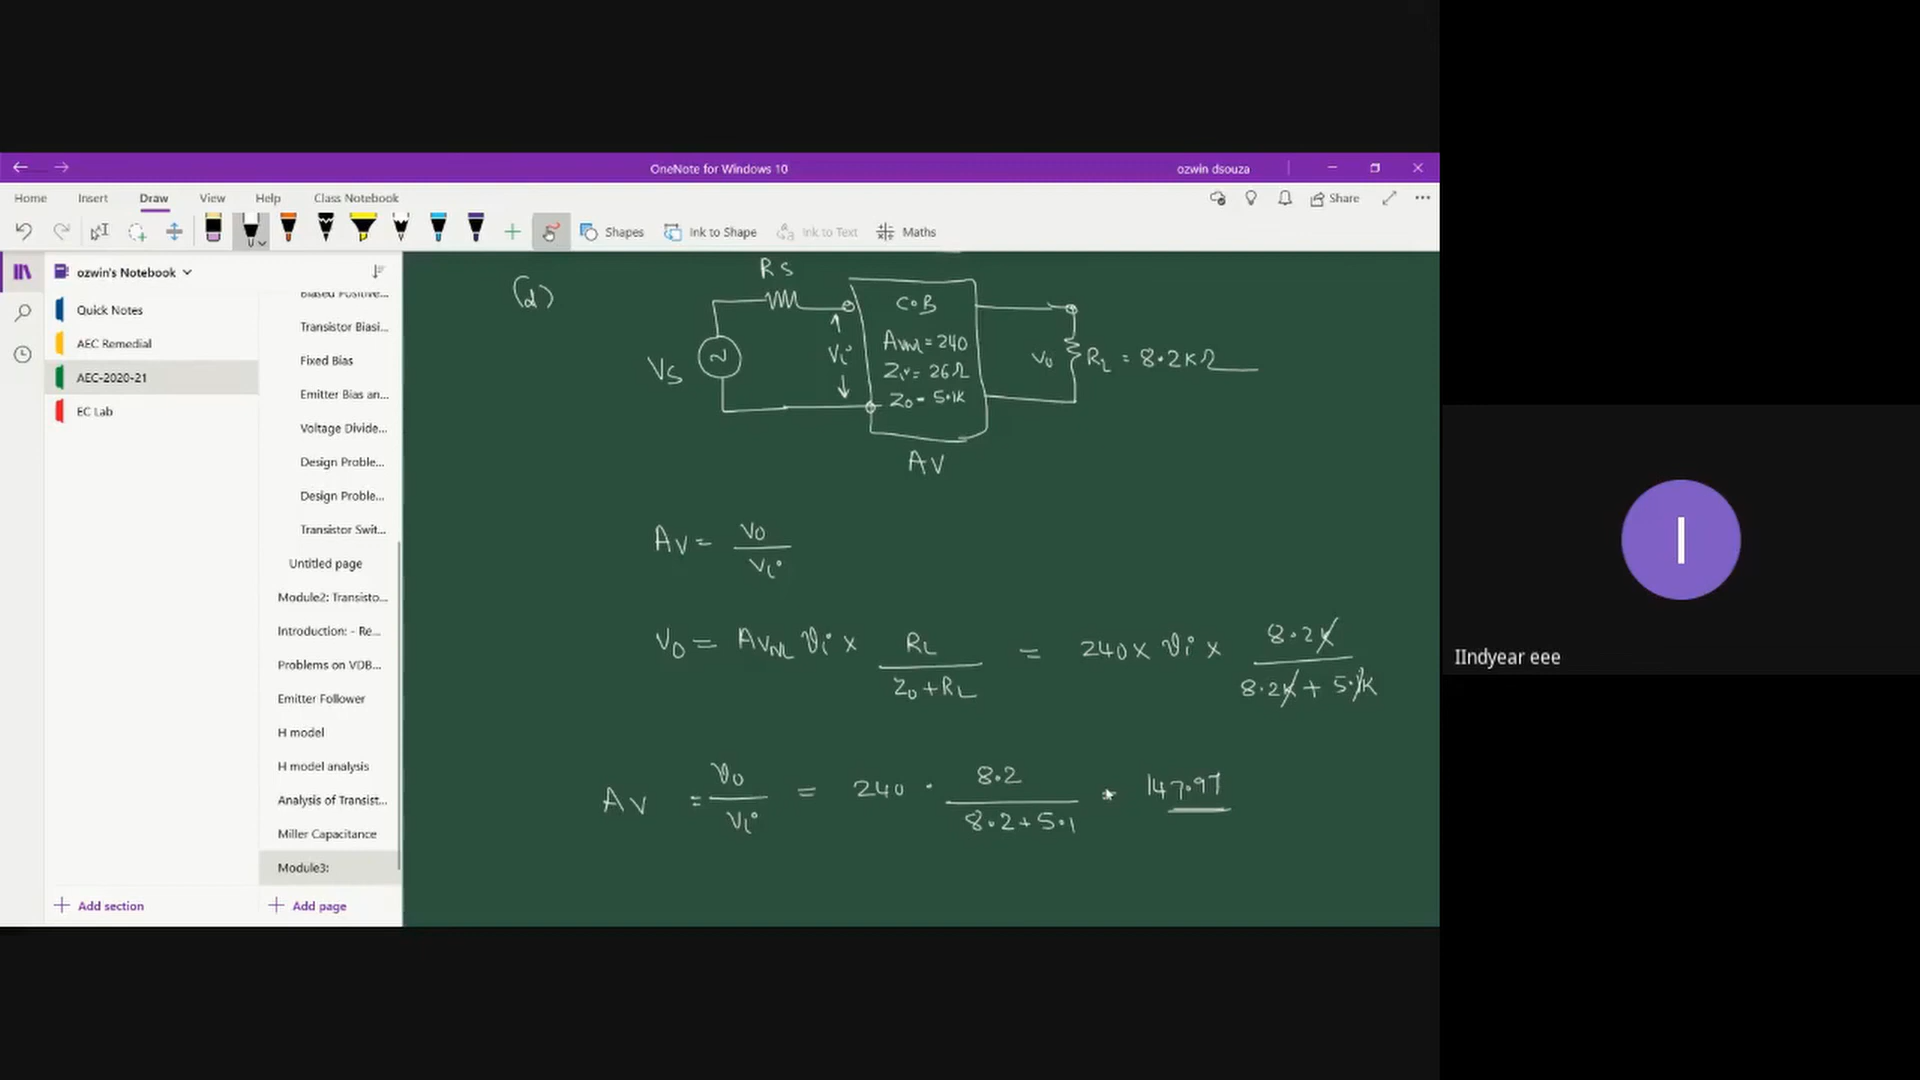 OneNote for Windows 10
ozwin dsouza
Home Insert Draw View Help Class Notebook
Share
Shapes Ink to Shape Ink to Text Maths
ozwin's Notebook
Quick Notes
AEC Remedial
AEC-2020-21
EC Lab
Add section
Biased Positive...
Transistor Biasi...
Fixed Bias
Emitter Bias an...
Voltage Divide...
Design Proble...
Design Proble...
Transistor Swit...
Untitled page
Module2: Transisto...
Introduction: - Re...
Problems on VDB...
Emitter Follower
H model
H model analysis
Analysis of Transist...
Miller Capacitance
Module3:
Add page
(d)
Rs
Vs
Vi
C.B
AvNL = 240
Zi = 26Ω
Zo = 5.1K
Vo
RL = 8.2KΩ
AV
AV = Vo / Vi
Vo = AvNL Vi x RL / Zo + RL = 240 x Vi x 8.2K / 8.2K + 5.1K
AV = Vo / Vi = 240 . 8.2 / 8.2 + 5.1 = 147.97
I
IIndyear eee